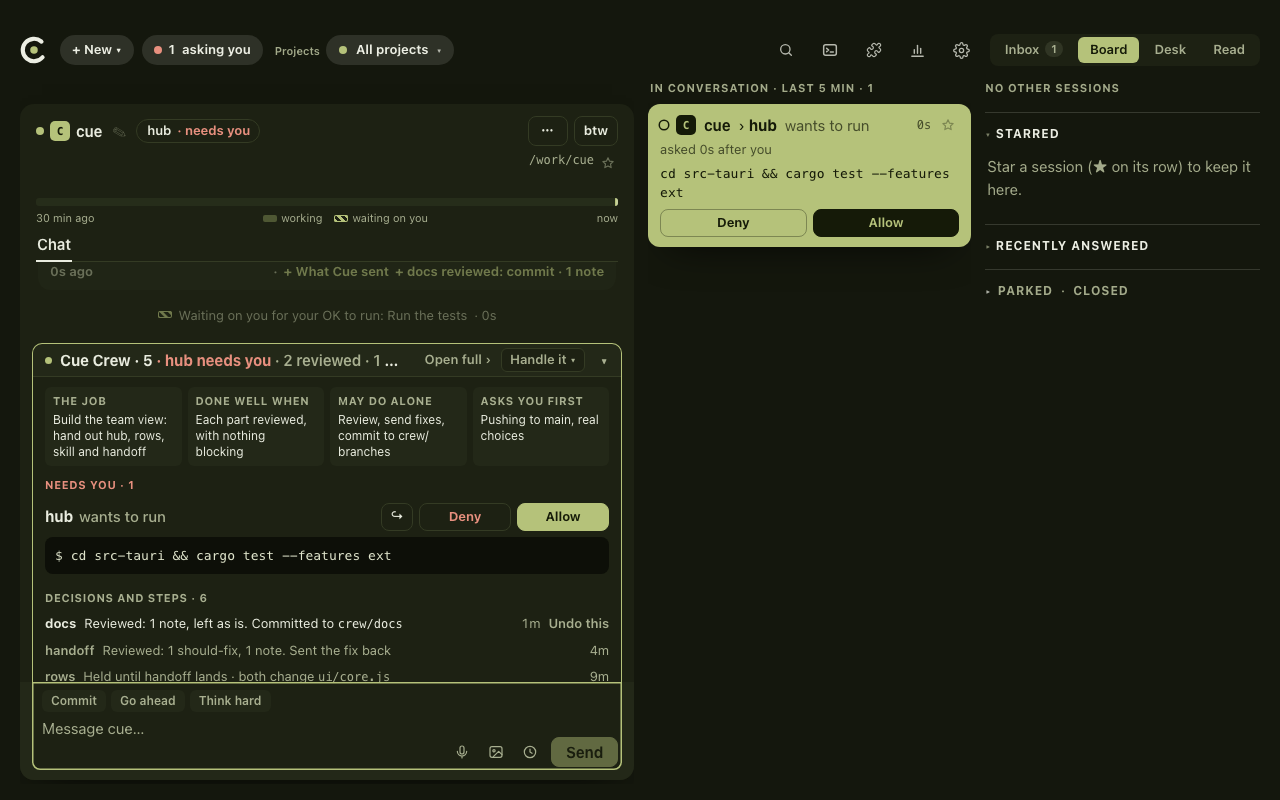 + New ▾
1 asking you
Projects
All projects ▾
Inbox 1
Board
Desk
Read
C cue
hub · needs you
···
btw
/work/cue
30 min ago
working
waiting on you
now
Chat
0s ago
· + What Cue sent + docs reviewed: commit · 1 note
Waiting on you for your OK to run: Run the tests · 0s
Cue Crew · 5 · hub needs you · 2 reviewed · 1 ...
Open full ›
Handle it ▾
▾
THE JOB
Build the team view:
hand out hub, rows,
skill and handoff
DONE WELL WHEN
Each part reviewed,
with nothing
blocking
MAY DO ALONE
Review, send fixes,
commit to crew/
branches
ASKS YOU FIRST
Pushing to main, real
choices
NEEDS YOU · 1
hub wants to run
Deny
Allow
$ cd src-tauri && cargo test --features ext
DECISIONS AND STEPS · 6
docs Reviewed: 1 note, left as is. Committed to crew/docs
1m Undo this
handoff Reviewed: 1 should-fix, 1 note. Sent the fix back
4m
rows Held until handoff lands · both change ui/core.js
9m
Commit
Go ahead
Think hard
Message cue...
Send
IN CONVERSATION · LAST 5 MIN · 1
C cue › hub wants to run
0s
asked 0s after you
cd src-tauri && cargo test --features
ext
Deny
Allow
NO OTHER SESSIONS
▾ STARRED
Star a session (★ on its row) to keep it
here.
▸ RECENTLY ANSWERED
▸ PARKED · CLOSED